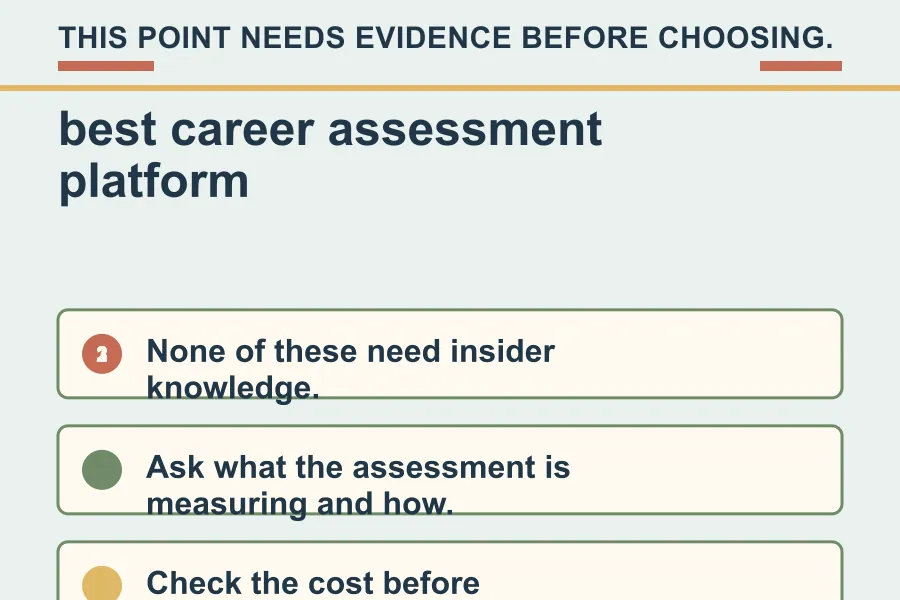 THIS POINT NEEDS EVIDENCE BEFORE CHOOSING.
best career assessment
platform
None of these need insider
knowledge.
Ask what the assessment is
measuring and how.
Check the cost before